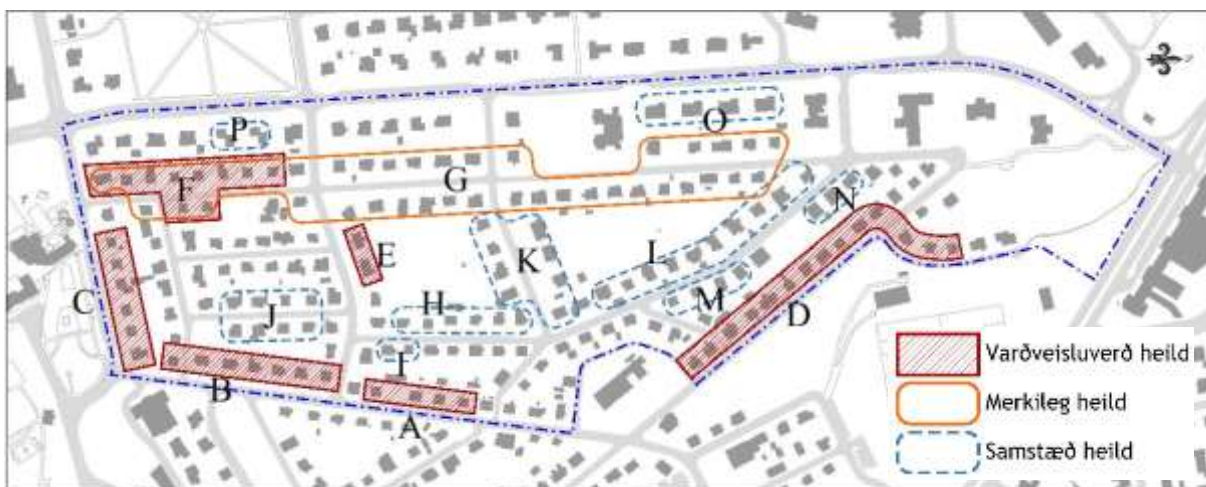 P
O
F
G
N
E
K
L
C
H
M
D
J
I
B
A
Varðveisluverð heild
Merkileg heild
Samstæð heild